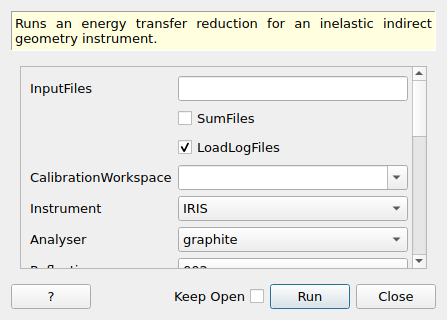 Runs an energy transfer reduction for an inelastic indirect
geometry instrument.
InputFiles
SumFiles
LoadLogFiles
CalibrationWorkspace
Instrument IRIS
Analyser graphite
? Keep Open Run Close